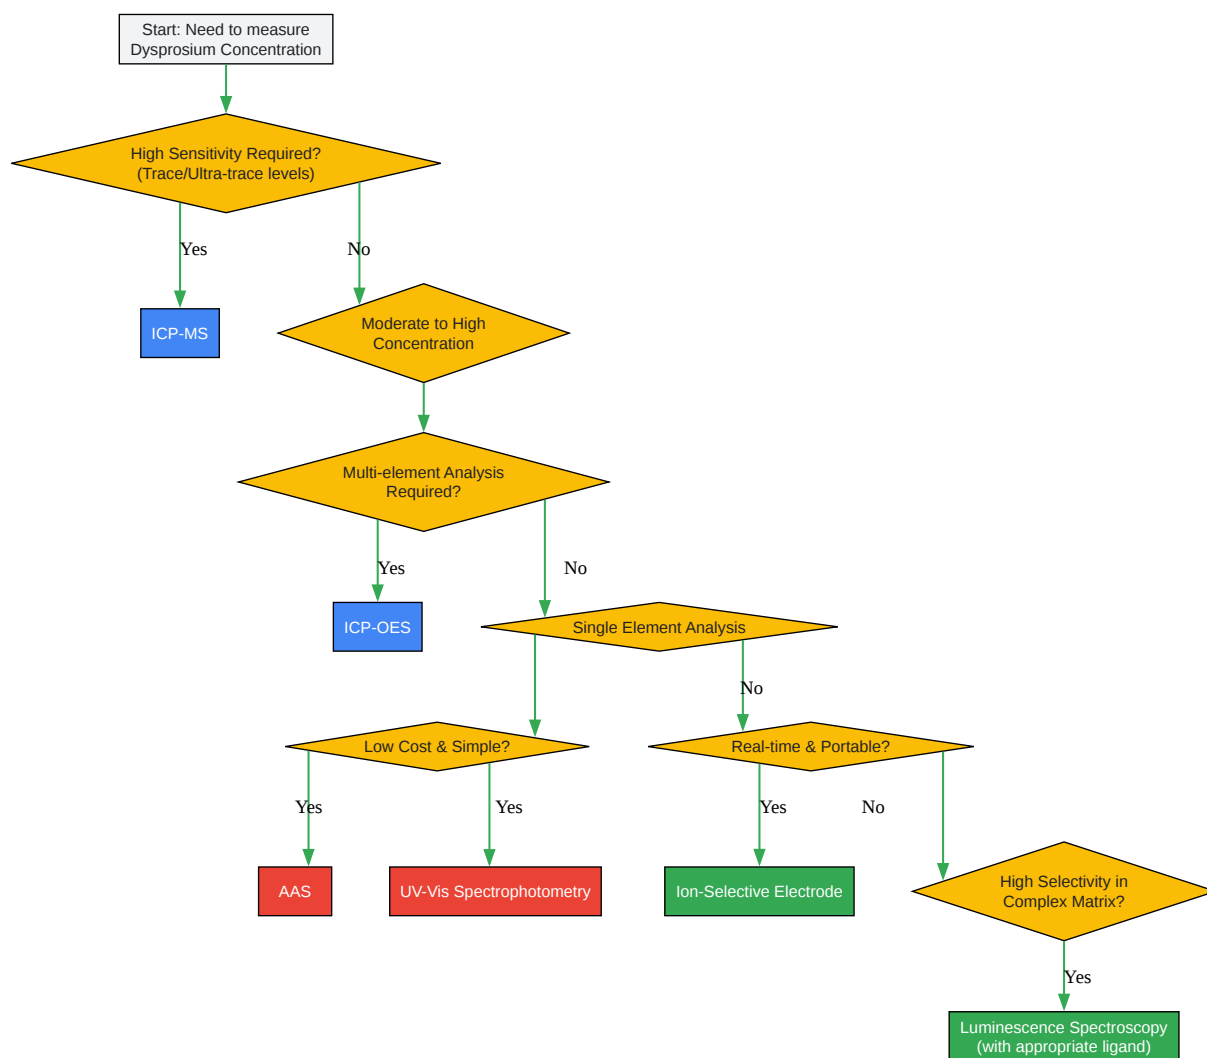 Start: Need to measure
Dysprosium Concentration
High Sensitivity Required?
(Trace/Ultra-trace levels)
Yes
No
ICP-MS
Moderate to High
Concentration
Multi-element Analysis
Required?
Yes
No
ICP-OES
Single Element Analysis
No
Low Cost & Simple?
Real-time & Portable?
Yes
Yes
Yes
No
AAS
UV-Vis Spectrophotometry
Ion-Selective Electrode
High Selectivity in
Complex Matrix?
Yes
Luminescence Spectroscopy
(with appropriate ligand)